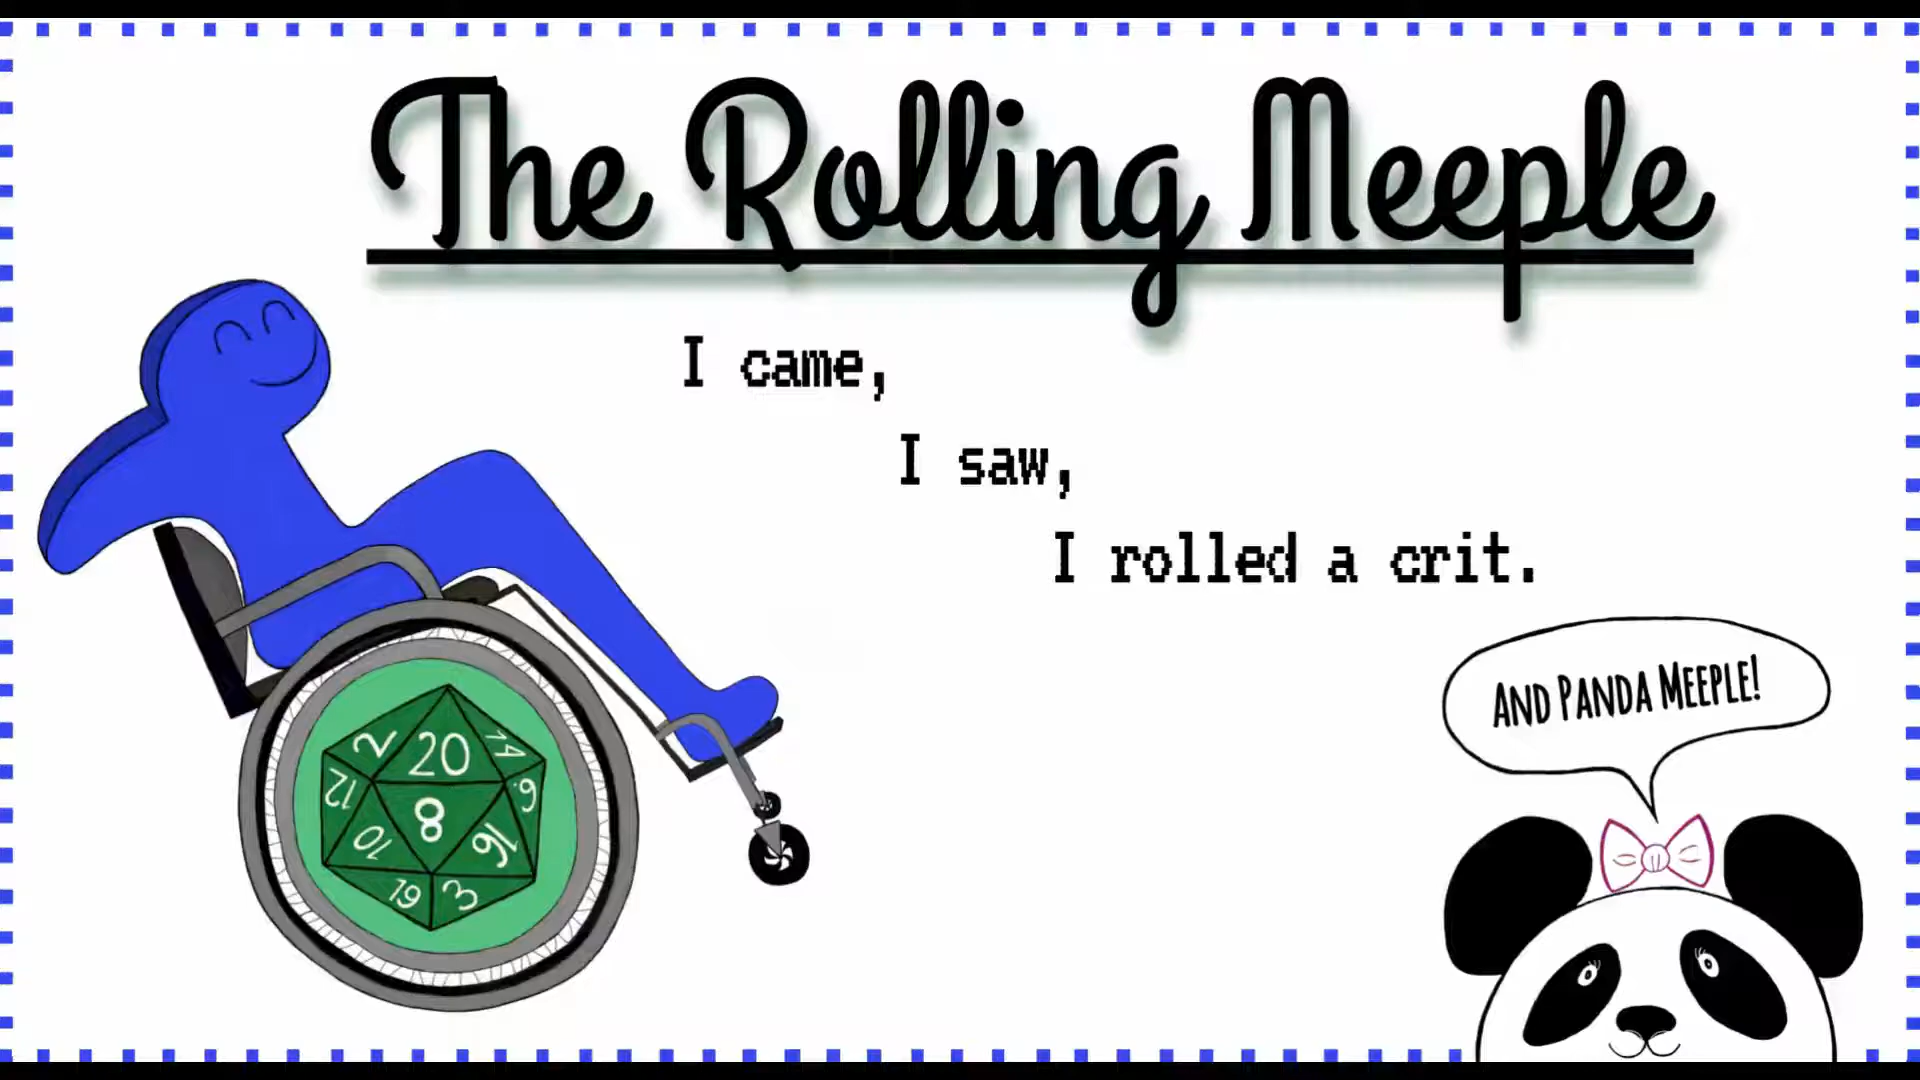 The Rolling Meeple
I came,
I saw,
I rolled a crit.
AND PANDA MEEPLE!
2 20 14
12 8 6.
10 16
19 3